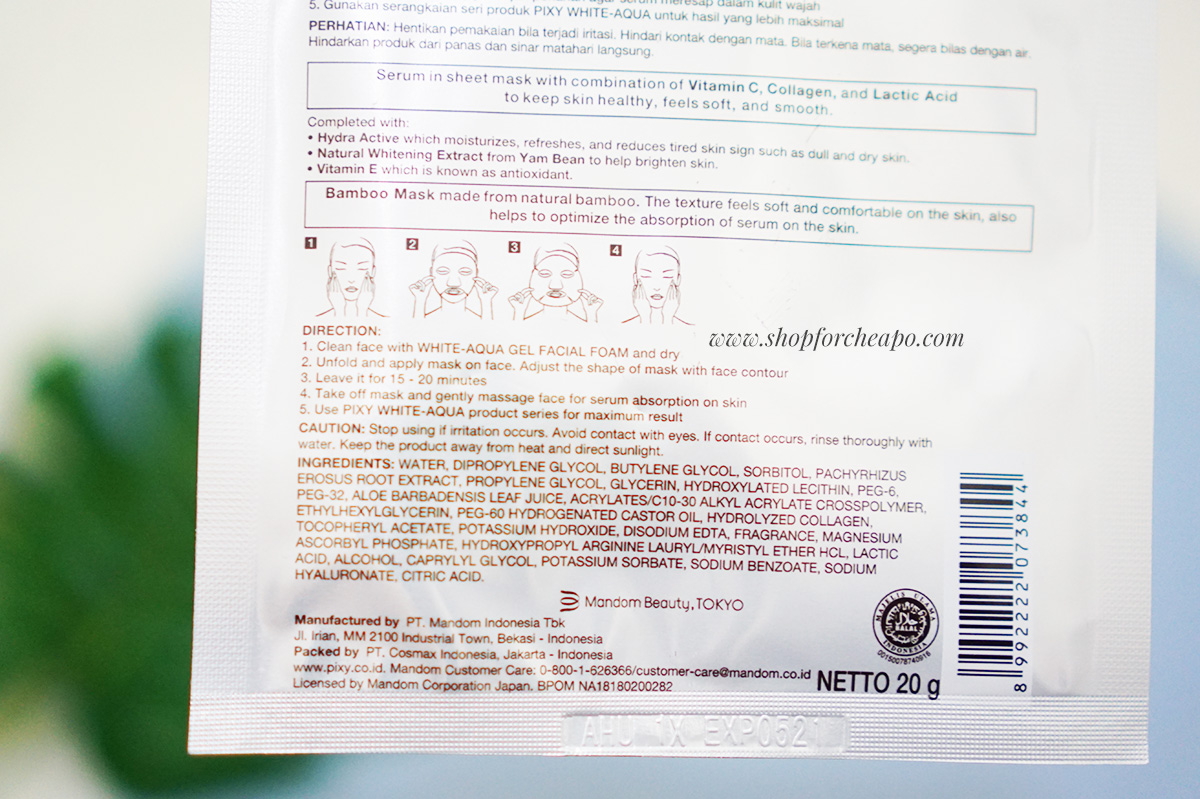 agar serum meresap dalam kulit wajah
5. Gunakan serangkaian seri produk PIXY WHITE-AQUA untuk hasil yang lebih maksimal
PERHATIAN: Hentikan pemakaian bila terjadi iritasi. Hindari kontak dengan mata. Bila terkena mata, segera bilas dengan air.
Hindarkan produk dari panas dan sinar matahari langsung.
Serum in sheet mask with combination of Vitamin C, Collagen, and Lactic Acid
to keep skin healthy, feels soft, and smooth.
Completed with:
• Hydra Active which moisturizes, refreshes, and reduces tired skin sign such as dull and dry skin.
• Natural Whitening Extract from Yam Bean to help brighten skin.
• Vitamin E which is known as antioxidant.
Bamboo Mask made from natural bamboo. The texture feels soft and comfortable on the skin, also
helps to optimize the absorption of serum on the skin.
1 2 3 4
www.shopforcheapo.com
DIRECTION:
1. Clean face with WHITE-AQUA GEL FACIAL FOAM and dry
2. Unfold and apply mask on face. Adjust the shape of mask with face contour
3. Leave it for 15 - 20 minutes
4. Take off mask and gently massage face for serum absorption on skin
5. Use PIXY WHITE-AQUA product series for maximum result
CAUTION: Stop using if irritation occurs. Avoid contact with eyes. If contact occurs, rinse thoroughly with
water. Keep the product away from heat and direct sunlight.
INGREDIENTS: WATER, DIPROPYLENE GLYCOL, BUTYLENE GLYCOL, SORBITOL, PACHYRHIZUS
EROSUS ROOT EXTRACT, PROPYLENE GLYCOL, GLYCERIN, HYDROXYLATED LECITHIN, PEG-6,
PEG-32, ALOE BARBADENSIS LEAF JUICE, ACRYLATES/C10-30 ALKYL ACRYLATE CROSSPOLYMER,
ETHYLHEXYLGLYCERIN, PEG-60 HYDROGENATED CASTOR OIL, HYDROLYZED COLLAGEN,
TOCOPHERYL ACETATE, POTASSIUM HYDROXIDE, DISODIUM EDTA, FRAGRANCE, MAGNESIUM
ASCORBYL PHOSPHATE, HYDROXYPROPYL ARGININE LAURYL/MYRISTYL ETHER HCL, LACTIC
ACID, ALCOHOL, CAPRYLYL GLYCOL, POTASSIUM SORBATE, SODIUM BENZOATE, SODIUM
HYALURONATE, CITRIC ACID.
Mandom Beauty, TOKYO
Manufactured by PT. Mandom Indonesia Tbk
Jl. Irian, MM 2100 Industrial Town, Bekasi - Indonesia
Packed by PT. Cosmax Indonesia, Jakarta - Indonesia
www.pixy.co.id. Mandom Customer Care: 0-800-1-626366/customer-care@mandom.co.id
Licensed by Mandom Corporation Japan. BPOM NA18180200282
MAJELIS ULAMA INDONESIA
HALAL
00150078740916
NETTO 20 g
8 992222 073844
AHU 1X EXP0521